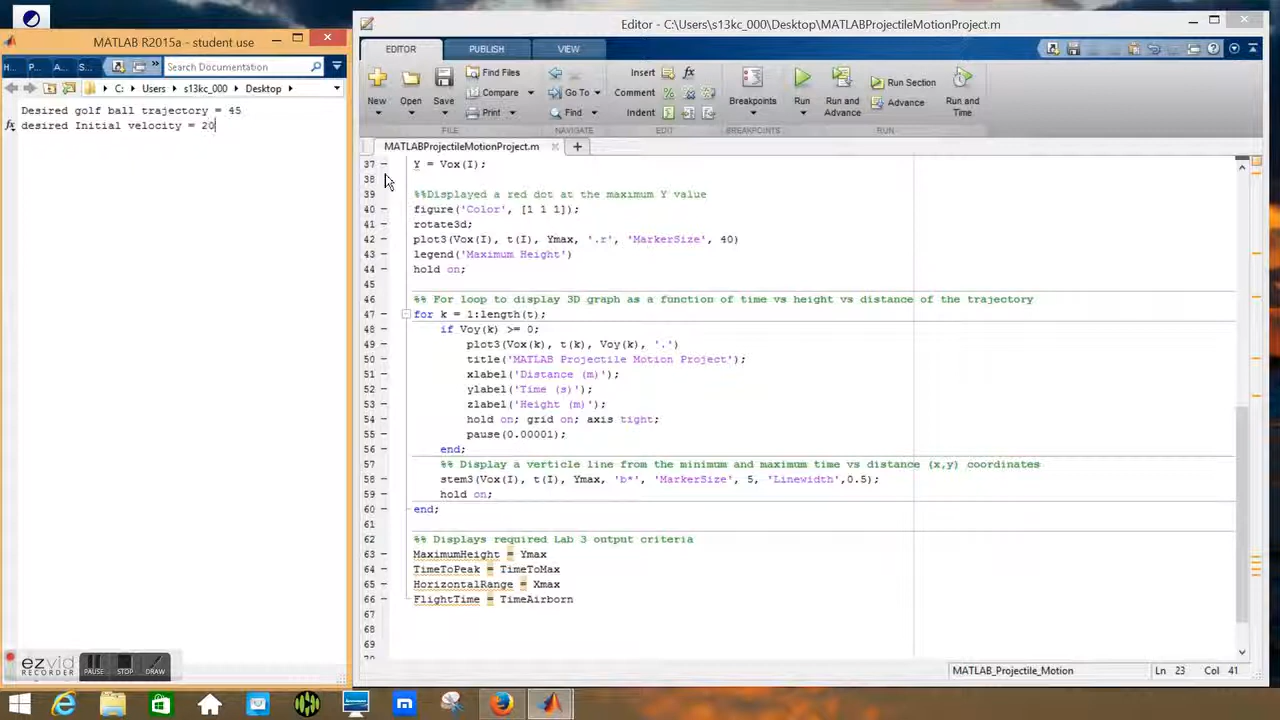 MATLAB R2015a - student use
H... P... A... S... » Search Documentation
C: Users s13kc_000 Desktop
Desired golf ball trajectory = 45
fx desired Initial velocity = 20
ezvid
RECORDER
PAUSE STOP DRAW
Editor - C:\Users\s13kc_000\Desktop\MATLABProjectileMotionProject.m
EDITOR PUBLISH VIEW
New Open Save Find Files Compare Print
Insert fx Comment % Indent
Go To Find
Breakpoints Run Run and Advance Run Section Advance Run and Time
FILE NAVIGATE EDIT BREAKPOINTS RUN
MATLABProjectileMotionProject.m
37 Y = Vox(I);
38
39 %%Displayed a red dot at the maximum Y value
40 figure('Color', [1 1 1]);
41 rotate3d;
42 plot3(Vox(I), t(I), Ymax, '.r', 'MarkerSize', 40)
43 legend('Maximum Height')
44 hold on;
45
46 %% For loop to display 3D graph as a function of time vs height vs distance of the trajectory
47 for k = 1:length(t);
48 if Voy(k) >= 0;
49 plot3(Vox(k), t(k), Voy(k), '.')
50 title('MATLAB Projectile Motion Project');
51 xlabel('Distance (m)');
52 ylabel('Time (s)');
53 zlabel('Height (m)');
54 hold on; grid on; axis tight;
55 pause(0.00001);
56 end;
57 %% Display a verticle line from the minimum and maximum time vs distance (x,y) coordinates
58 stem3(Vox(I), t(I), Ymax, 'b*', 'MarkerSize', 5, 'Linewidth',0.5);
59 hold on;
60 end;
61
62 %% Displays required Lab 3 output criteria
63 MaximumHeight = Ymax
64 TimeToPeak = TimeToMax
65 HorizontalRange = Xmax
66 FlightTime = TimeAirborn
67
68
69
MATLAB_Projectile_Motion Ln 23 Col 41